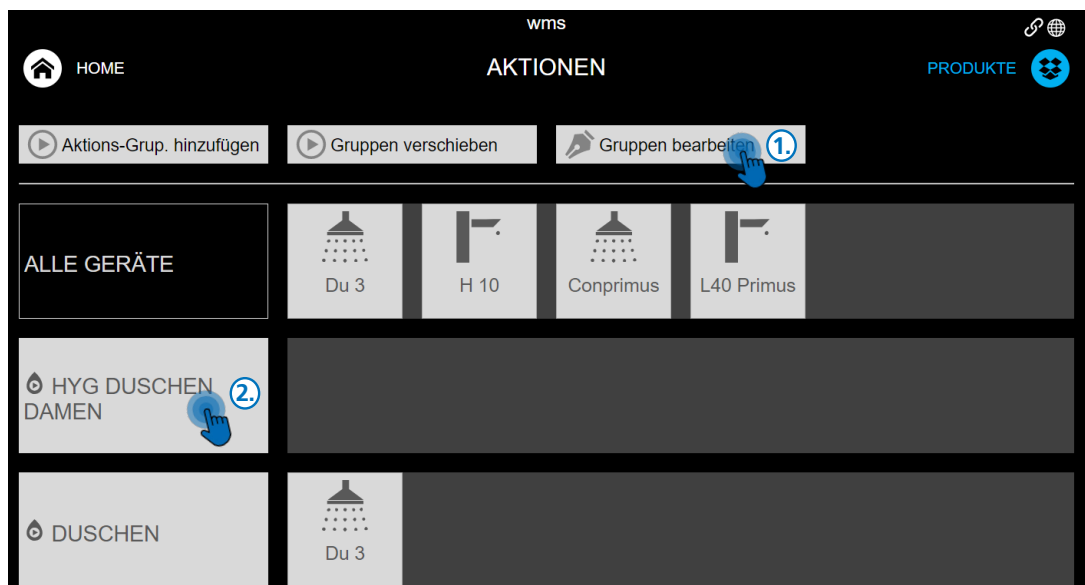 wms
HOME
AKTIONEN
PRODUKTE
Aktions-Grup. hinzufügen
Gruppen verschieben
Gruppen bearbeiten
1.
ALLE GERÄTE
Du 3
H 10
Conprimus
L40 Primus
HYG DUSCHEN
DAMEN
2.
DUSCHEN
Du 3